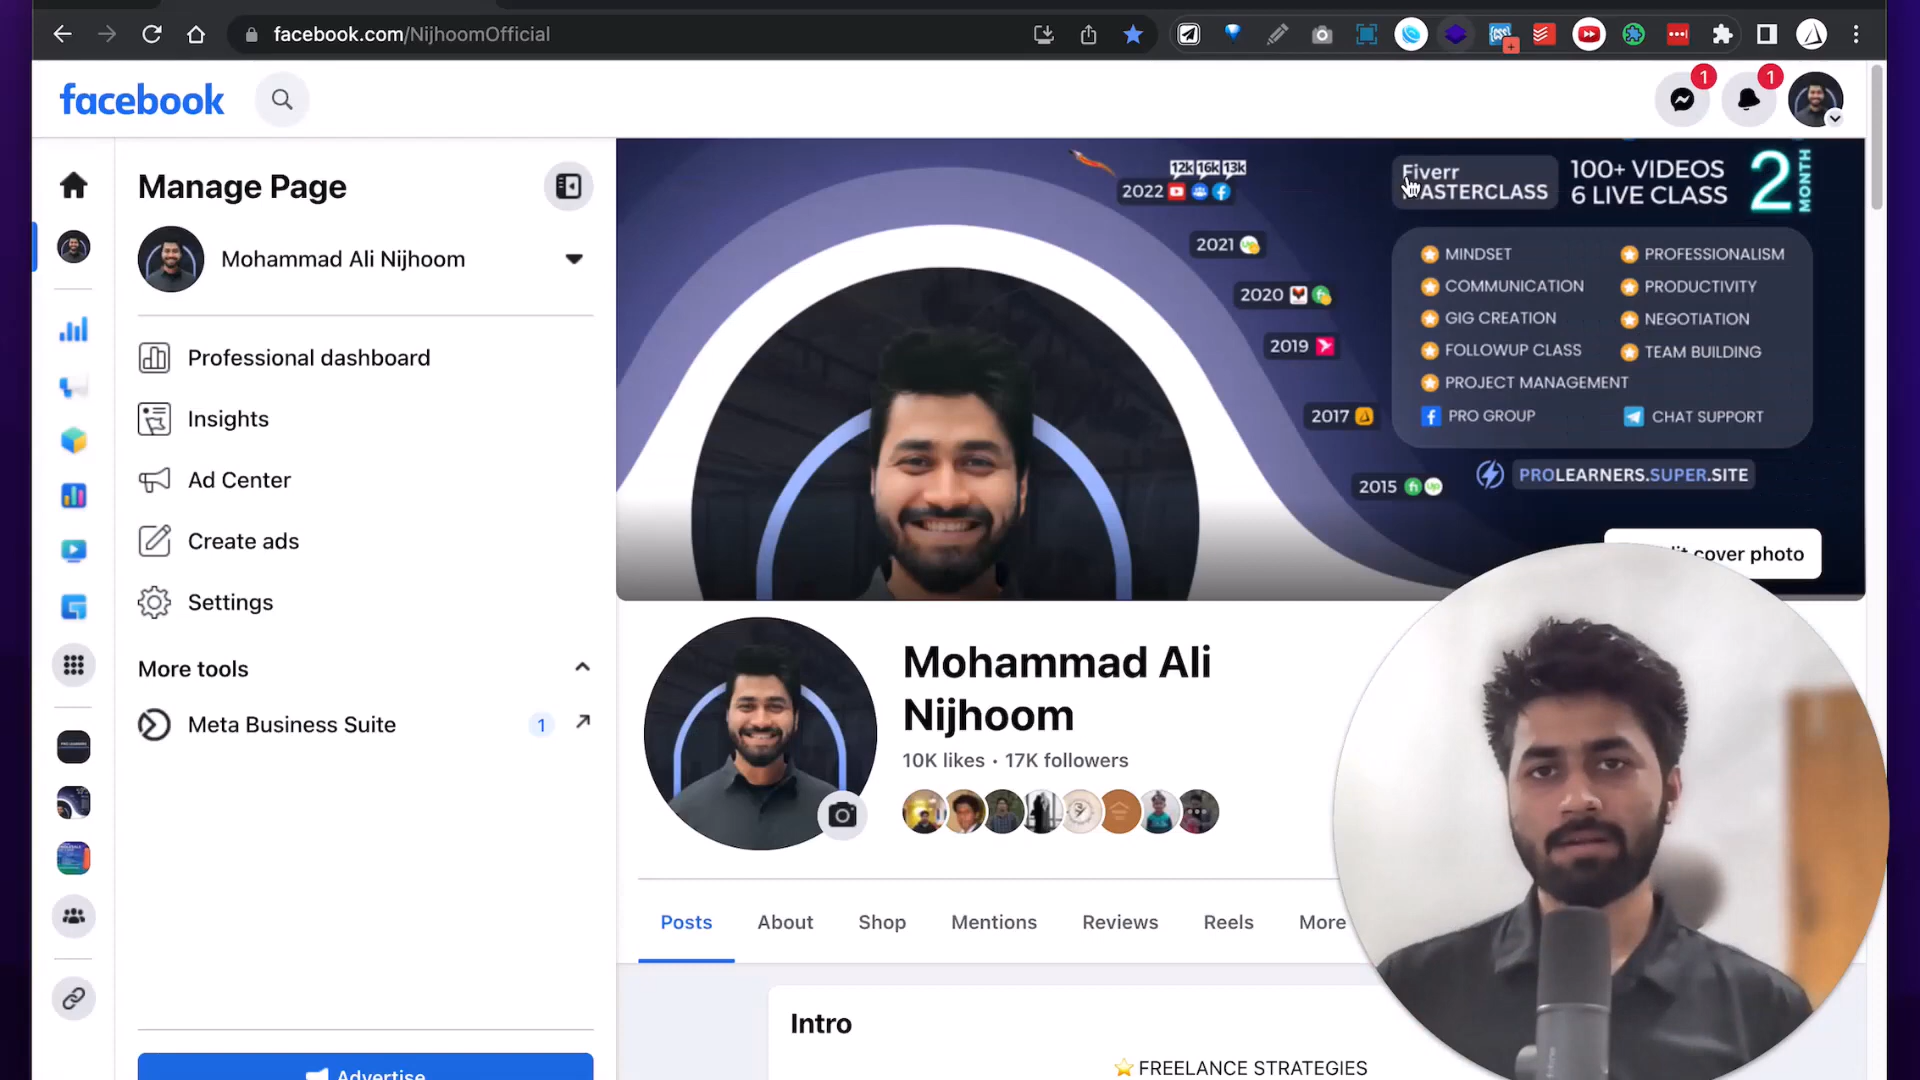 facebook.com/NijhoomOfficial
facebook
1
1
Manage Page
Mohammad Ali Nijhoom
Professional dashboard
Insights
Ad Center
Create ads
Settings
More tools
Meta Business Suite
1
Advertise
12k 16k 13k
2022
2021
2020
2019
2017
2015
Fiverr
MASTERCLASS
100+ VIDEOS
6 LIVE CLASS
2
MONTH
MINDSET
PROFESSIONALISM
COMMUNICATION
PRODUCTIVITY
GIG CREATION
NEGOTIATION
FOLLOWUP CLASS
TEAM BUILDING
PROJECT MANAGEMENT
PRO GROUP
CHAT SUPPORT
PROLEARNERS.SUPER.SITE
cover photo
Mohammad Ali
Nijhoom
10K likes • 17K followers
Posts
About
Shop
Mentions
Reviews
Reels
More
Intro
⭐ FREELANCE STRATEGIES